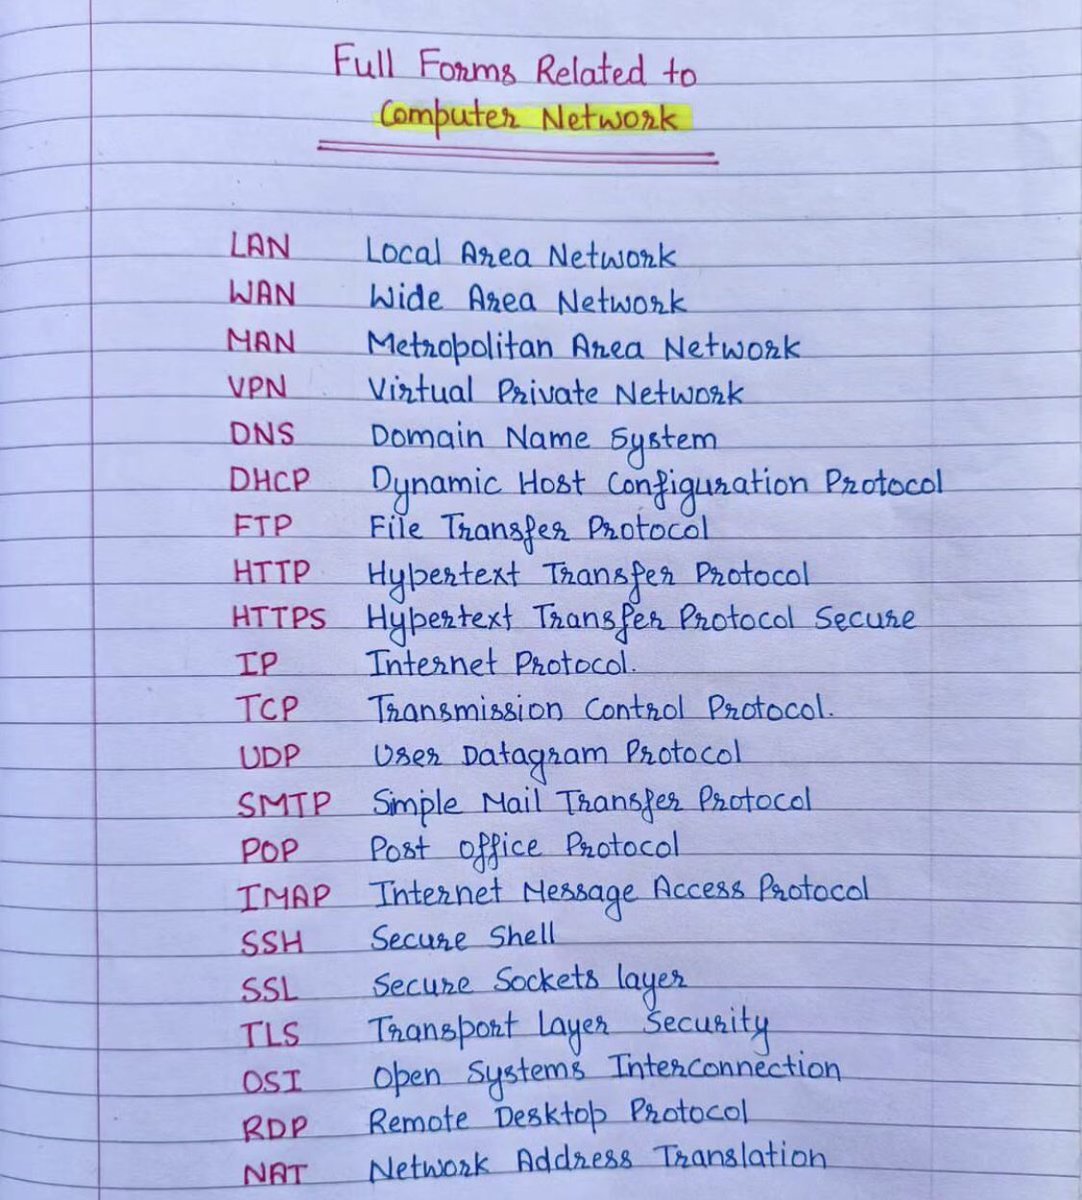 Full Forms Related to
Computer Network
LAN Local Area Network
WAN Wide Area Network
MAN Metropolitan Area Network
VPN Virtual Private Network
DNS Domain Name System
DHCP Dynamic Host Configuration Protocol
FTP File Transfer Protocol
HTTP Hypertext Transfer Protocol
HTTPS Hypertext Transfer Protocol Secure
IP Internet Protocol.
TCP Transmission Control Protocol.
UDP User Datagram Protocol
SMTP Simple Mail Transfer Protocol
POP Post office Protocol
IMAP Internet Message Access Protocol
SSH Secure Shell
SSL Secure Sockets layer
TLS Transport Layer Security
OSI Open Systems Interconnection
RDP Remote Desktop Protocol
NAT Network Address Translation